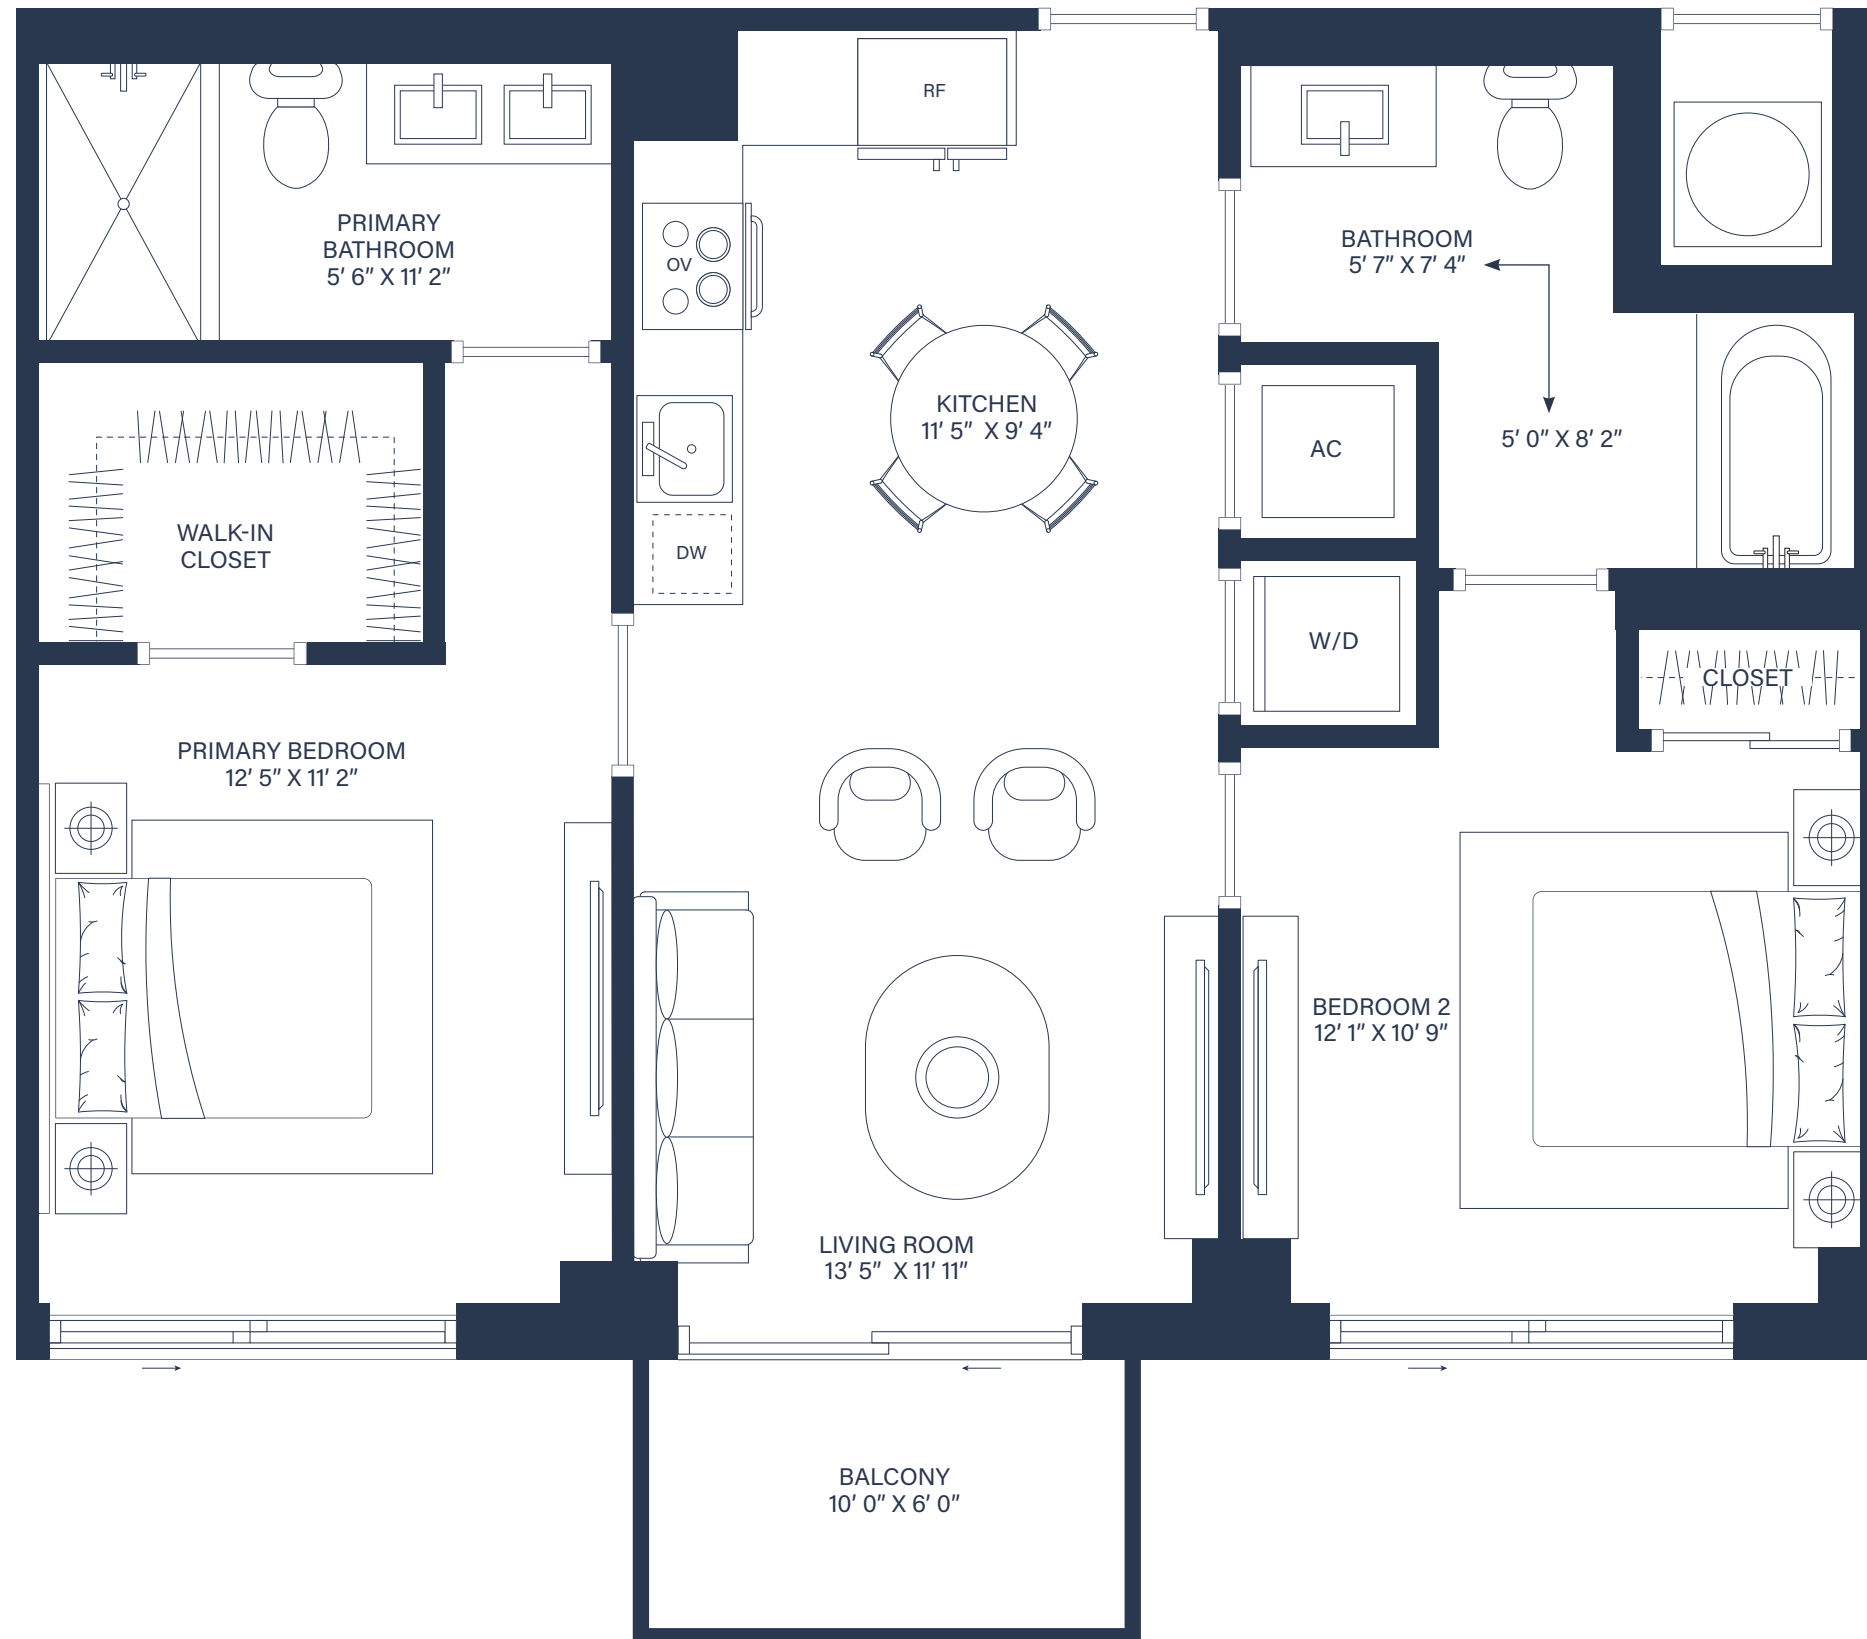 RF
PRIMARY
BATHROOM
5′ 6″ X 11′ 2″
BATHROOM
5′ 7″ X 7′ 4″
OV
KITCHEN
11′ 5″ X 9′ 4″
5′ 0″ X 8′ 2″
AC
WALK-IN
CLOSET
DW
W/D
CLOSET
PRIMARY BEDROOM
12′ 5″ X 11′ 2″
BEDROOM 2
12′ 1″ X 10′ 9″
LIVING ROOM
13′ 5″ X 11′ 11″
BALCONY
10′ 0″ X 6′ 0″